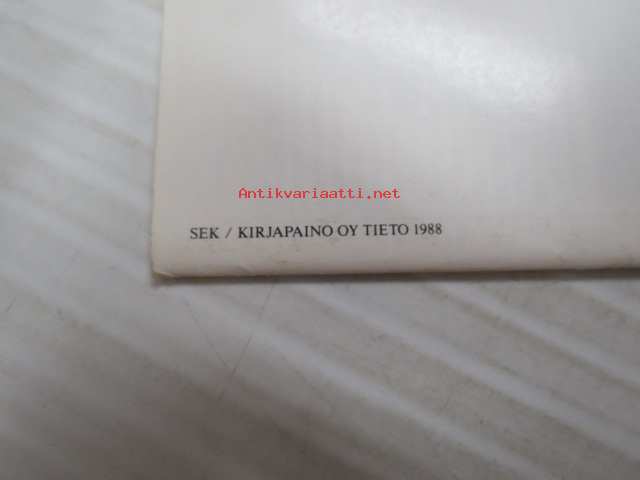 Antikvariaatti.net
SEK / KIRJAPAINO OY TIETO 1988